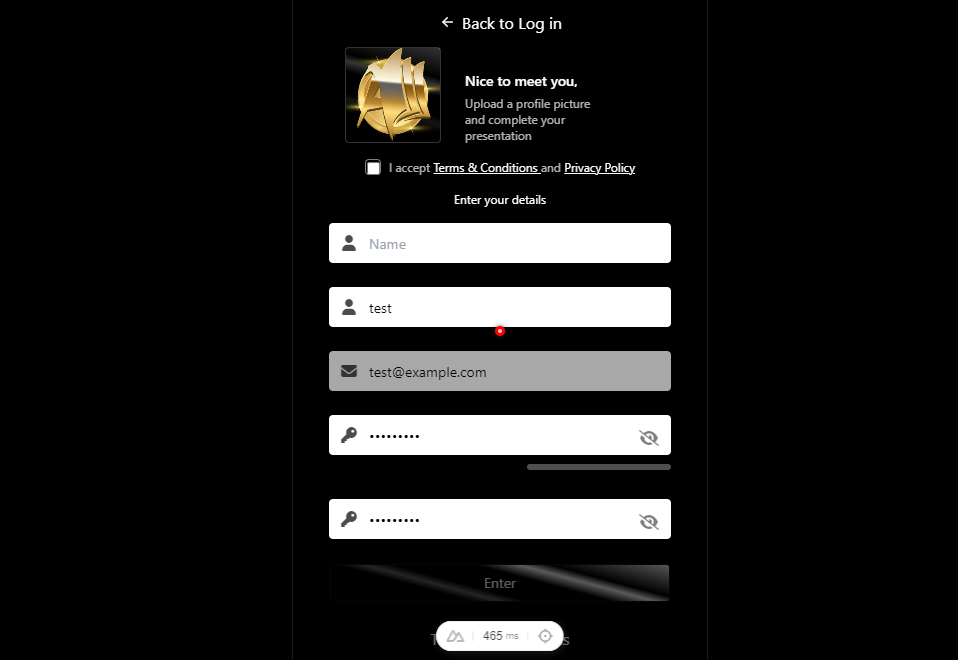 Back to Log in
Nice to meet you,
Upload a profile picture
and complete your
presentation
I accept Terms & Conditions and Privacy Policy
Enter your details
Name
test
test@example.com
•••••••••
•••••••••
Enter
465 ms